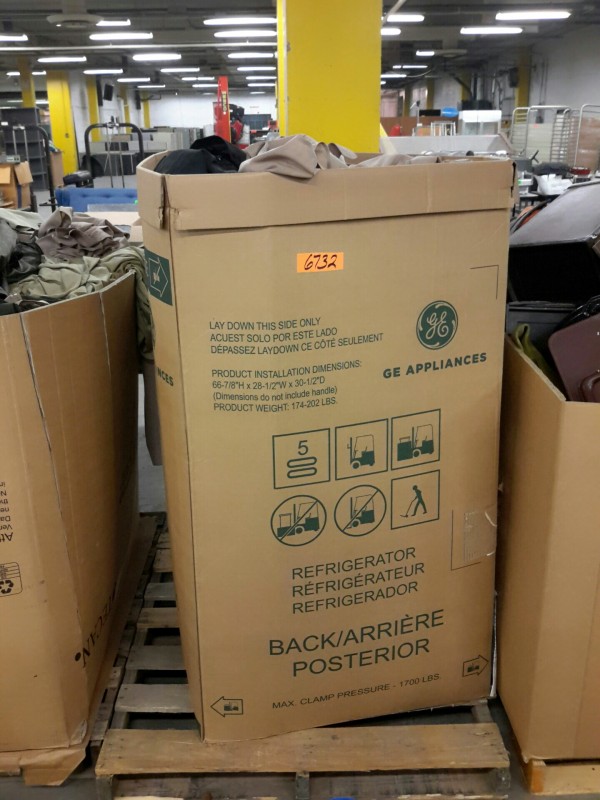 6732
LAY DOWN THIS SIDE ONLY
ACUEST SOLO POR ESTE LADO
DÉPASSEZ LAYDOWN CE CÔTÉ SEULEMENT
GE
GE APPLIANCES
PRODUCT INSTALLATION DIMENSIONS:
66-7/8"H x 28-1/2"W x 30-1/2"D
(Dimensions do not include handle)
PRODUCT WEIGHT: 174-202 LBS.
5
REFRIGERATOR
RÉFRIGÉRATEUR
REFRIGERADOR
BACK/ARRIÈRE
POSTERIOR
MAX. CLAMP PRESSURE - 1700 LBS.
NCES